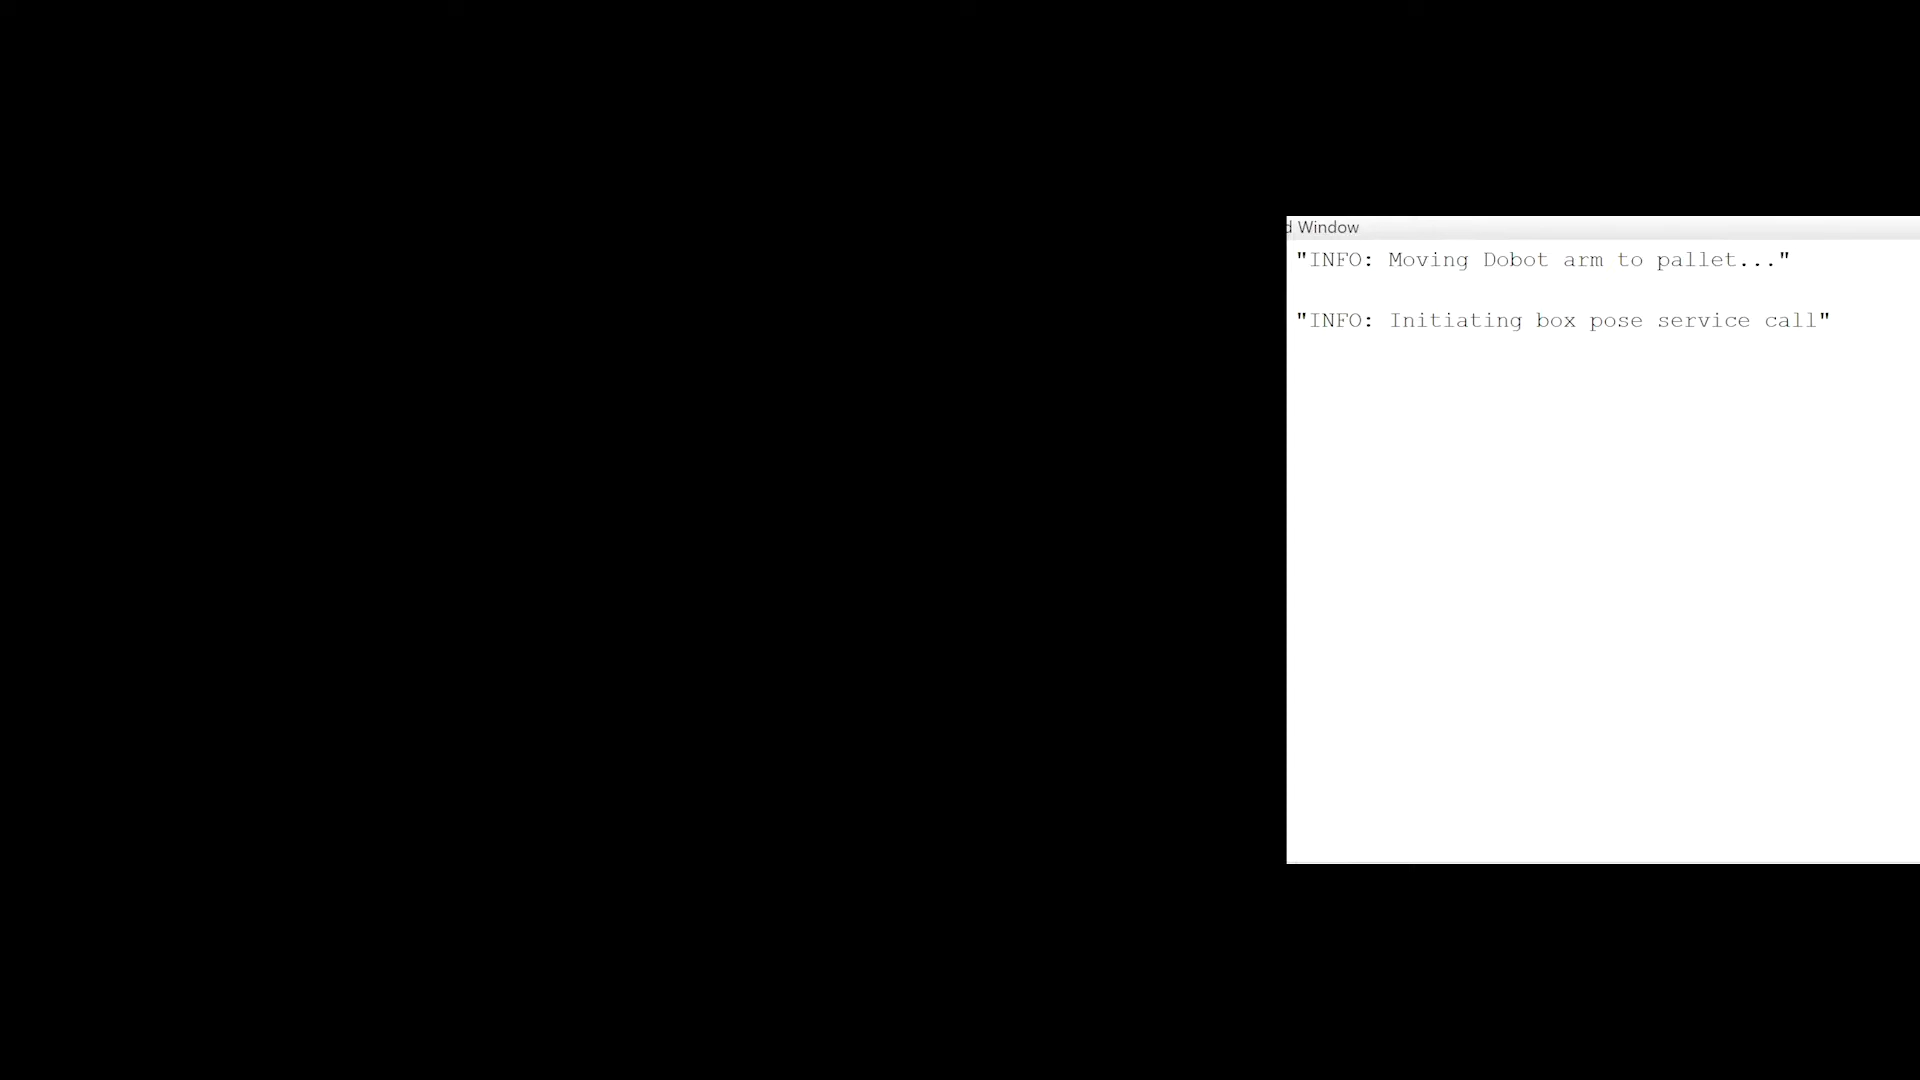 d Window
"INFO: Moving Dobot arm to pallet..."
"INFO: Initiating box pose service call"